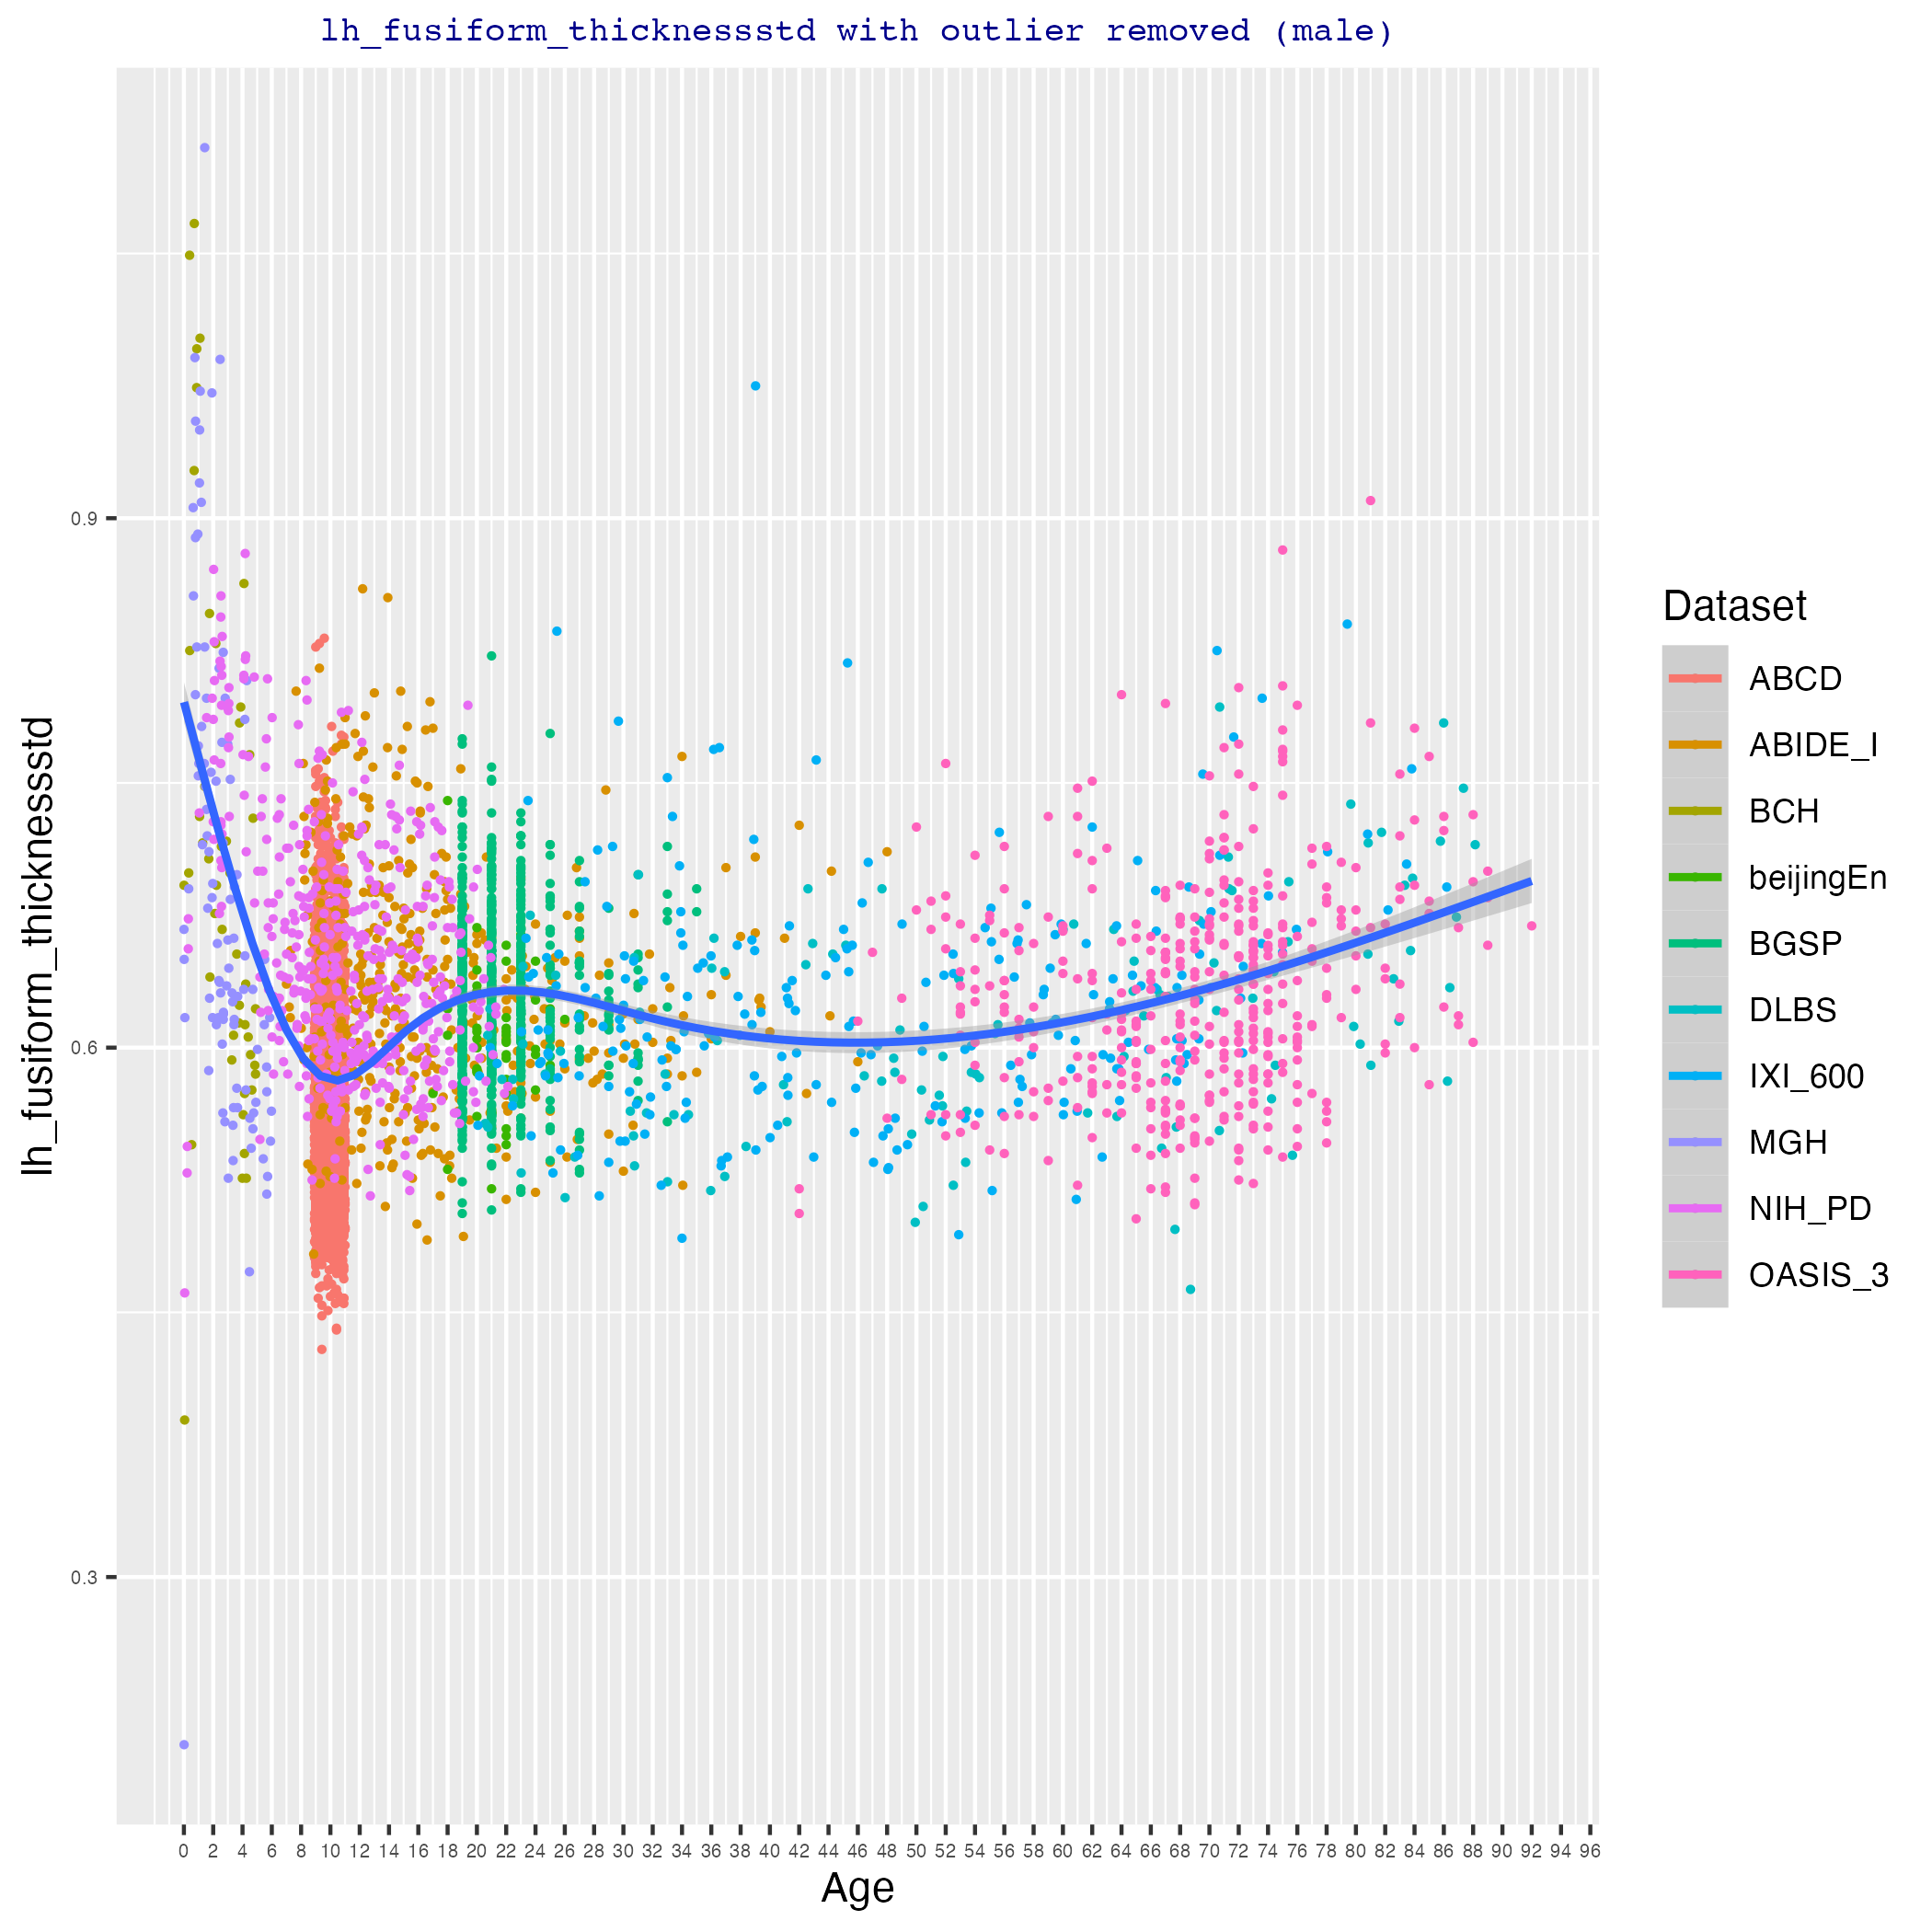 lh_fusiform_thicknessstd with outlier removed (male)
lh_fusiform_thicknessstd
0.9
0.6
0.3
0 2 4 6 8 10 12 14 16 18 20 22 24 26 28 30 32 34 36 38 40 42 44 46 48 50 52 54 56 58 60 62 64 66 68 70 72 74 76 78 80 82 84 86 88 90 92 94 96
Age
Dataset
ABCD
ABIDE_I
BCH
beijingEn
BGSP
DLBS
IXI_600
MGH
NIH_PD
OASIS_3